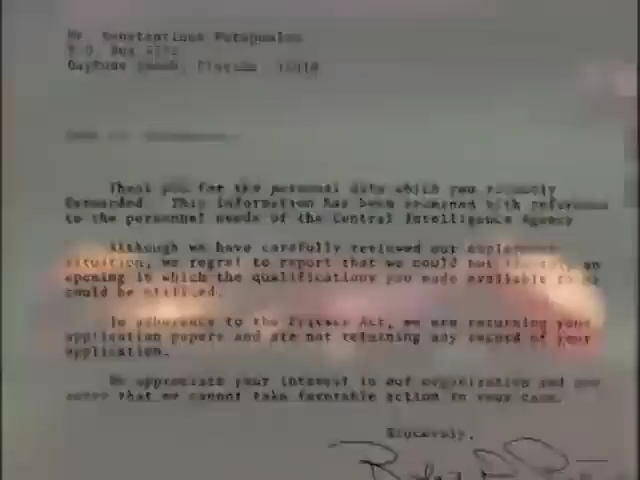 Mr. Constantinos
P.O. Box
Daytona Beach, Florida
Thank you for the personal data which you recently
forwarded. This information has been examined with reference
to the personnel needs of the Central Intelligence Agency
Although we have carefully reviewed our employment
situation, we regret to report that we could not identify an
opening in which the qualifications you made available to us
could be utilized.
In adherence to the Privacy Act, we are returning your
application papers and are not retaining any record of your
application.
We appreciate your interest in our organization and
that we cannot take favorable action in your case.
Sincerely,